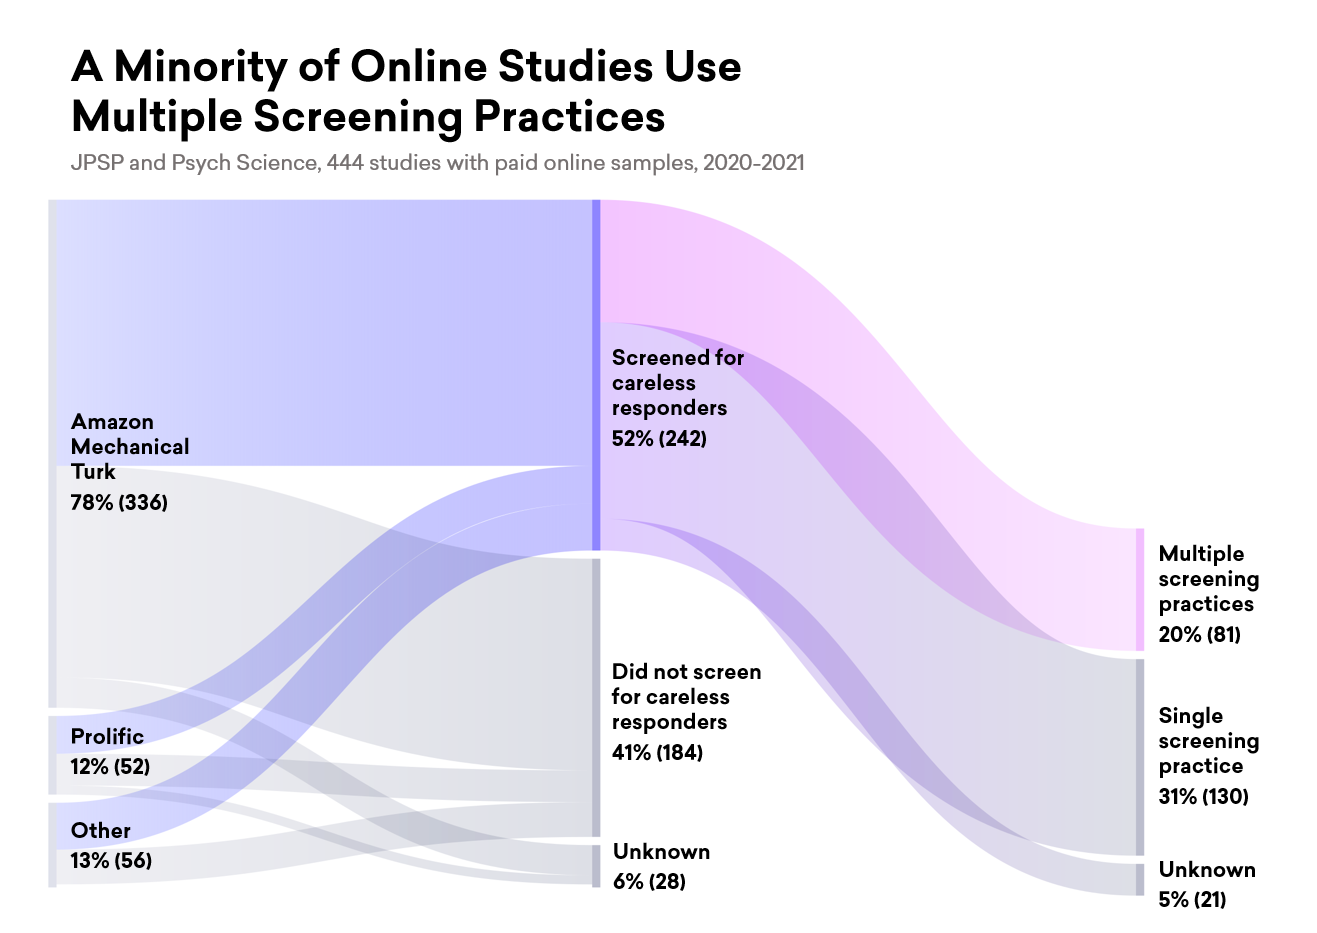 A Minority of Online Studies Use
Multiple Screening Practices
JPSP and Psych Science, 444 studies with paid online samples, 2020-2021
Amazon
Mechanical
Turk
78% (336)
Prolific
12% (52)
Other
13% (56)
Screened for
careless
responders
52% (242)
Did not screen
for careless
responders
41% (184)
Unknown
6% (28)
Multiple
screening
practices
20% (81)
Single
screening
practice
31% (130)
Unknown
5% (21)